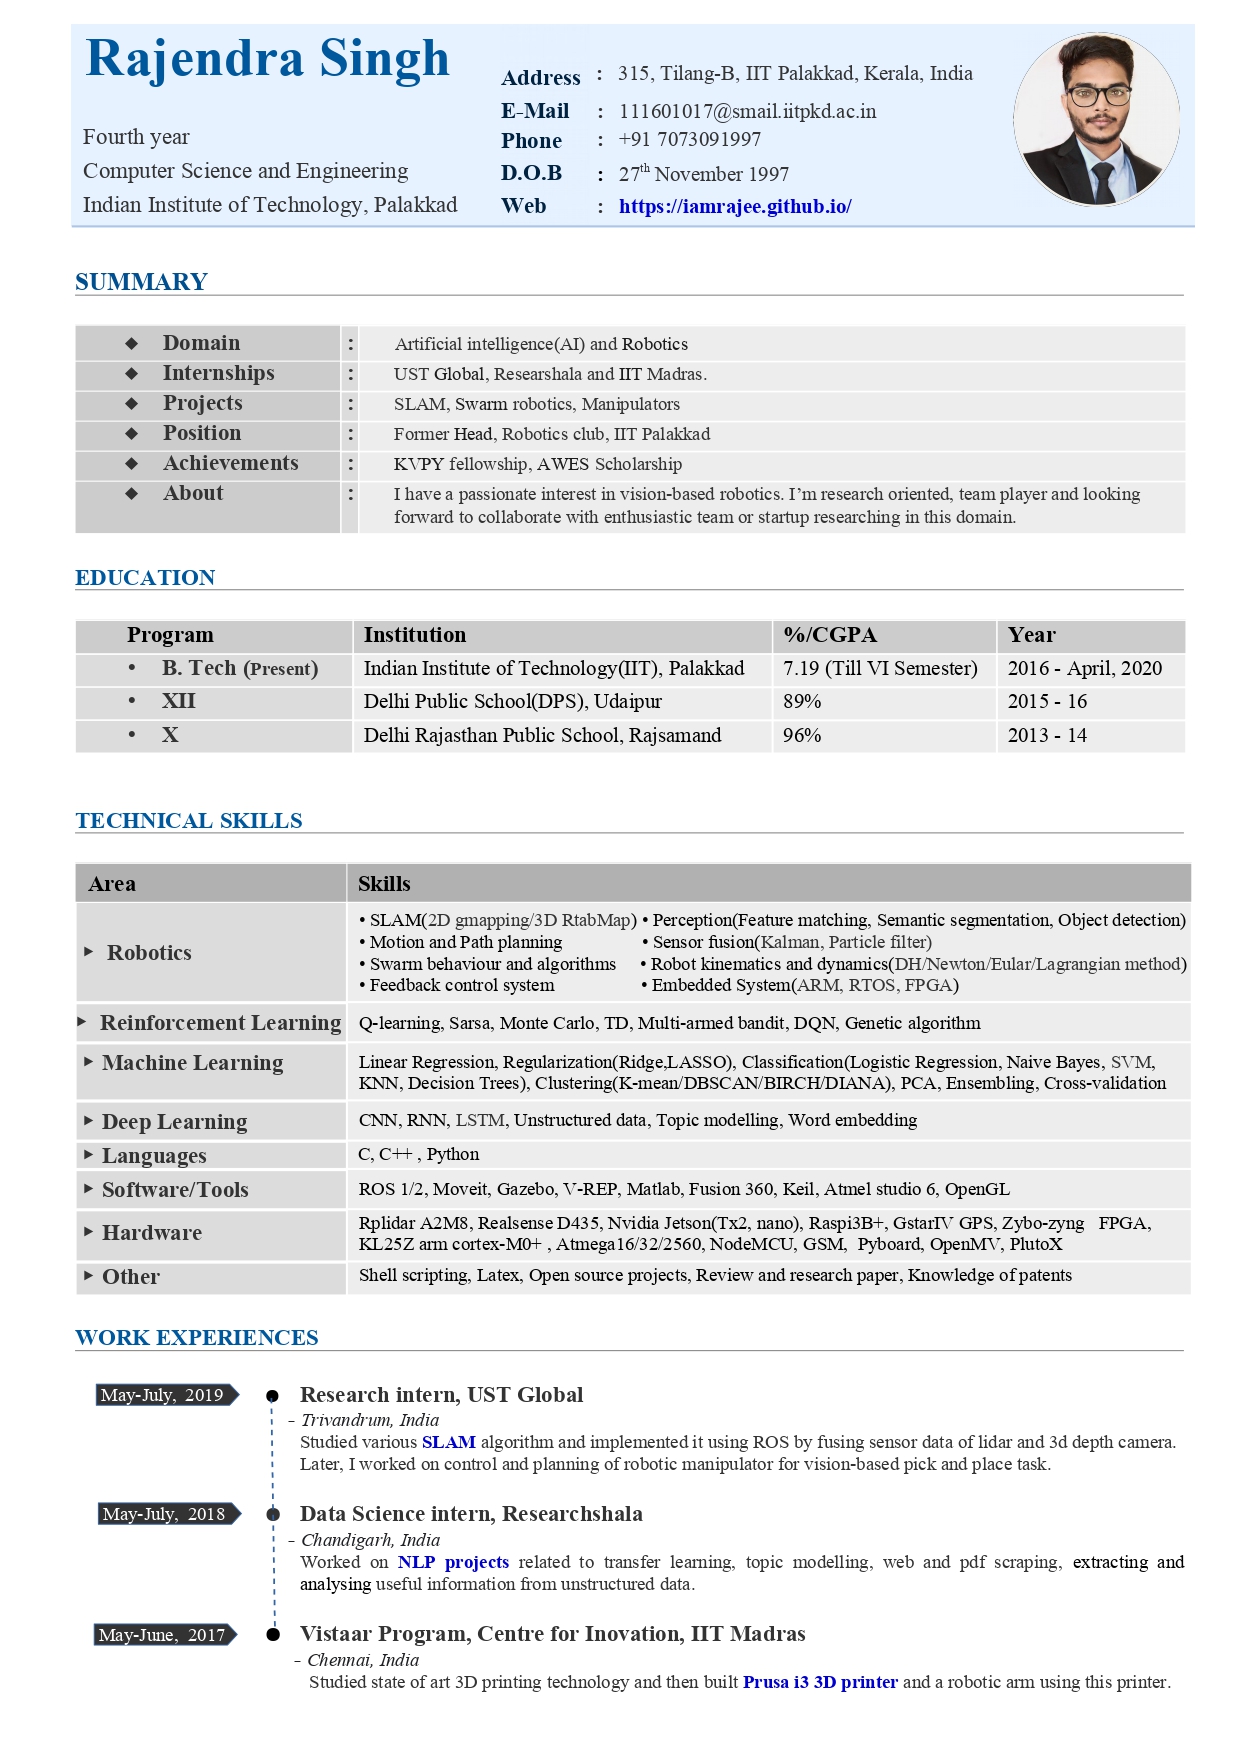 Rajendra Singh
Fourth year
Computer Science and Engineering
Indian Institute of Technology, Palakkad
Address : 315, Tilang-B, IIT Palakkad, Kerala, India
E-Mail : 111601017@smail.iitpkd.ac.in
Phone : +91 7073091997
D.O.B : 27th November 1997
Web : https://iamrajee.github.io/
SUMMARY
◆ Domain : Artificial intelligence(AI) and Robotics
◆ Internships : UST Global, Researshala and IIT Madras.
◆ Projects : SLAM, Swarm robotics, Manipulators
◆ Position : Former Head, Robotics club, IIT Palakkad
◆ Achievements : KVPY fellowship, AWES Scholarship
◆ About : I have a passionate interest in vision-based robotics. I’m research oriented, team player and looking
forward to collaborate with enthusiastic team or startup researching in this domain.
EDUCATION
Program Institution %/CGPA Year
• B. Tech (Present) Indian Institute of Technology(IIT), Palakkad 7.19 (Till VI Semester) 2016 - April, 2020
• XII Delhi Public School(DPS), Udaipur 89% 2015 - 16
• X Delhi Rajasthan Public School, Rajsamand 96% 2013 - 14
TECHNICAL SKILLS
Area Skills
‣ Robotics
• SLAM(2D gmapping/3D RtabMap) • Perception(Feature matching, Semantic segmentation, Object detection)
• Motion and Path planning • Sensor fusion(Kalman, Particle filter)
• Swarm behaviour and algorithms • Robot kinematics and dynamics(DH/Newton/Eular/Lagrangian method)
• Feedback control system • Embedded System(ARM, RTOS, FPGA)
‣ Reinforcement Learning Q-learning, Sarsa, Monte Carlo, TD, Multi-armed bandit, DQN, Genetic algorithm
‣ Machine Learning Linear Regression, Regularization(Ridge,LASSO), Classification(Logistic Regression, Naive Bayes, SVM,
KNN, Decision Trees), Clustering(K-mean/DBSCAN/BIRCH/DIANA), PCA, Ensembling, Cross-validation
‣ Deep Learning CNN, RNN, LSTM, Unstructured data, Topic modelling, Word embedding
‣ Languages C, C++ , Python
‣ Software/Tools ROS 1/2, Moveit, Gazebo, V-REP, Matlab, Fusion 360, Keil, Atmel studio 6, OpenGL
‣ Hardware Rplidar A2M8, Realsense D435, Nvidia Jetson(Tx2, nano), Raspi3B+, GstarIV GPS, Zybo-zyng FPGA,
KL25Z arm cortex-M0+ , Atmega16/32/2560, NodeMCU, GSM, Pyboard, OpenMV, PlutoX
‣ Other Shell scripting, Latex, Open source projects, Review and research paper, Knowledge of patents
WORK EXPERIENCES
May-July, 2019 Research intern, UST Global
- Trivandrum, India
Studied various SLAM algorithm and implemented it using ROS by fusing sensor data of lidar and 3d depth camera.
Later, I worked on control and planning of robotic manipulator for vision-based pick and place task.
May-July, 2018 Data Science intern, Researchshala
- Chandigarh, India
Worked on NLP projects related to transfer learning, topic modelling, web and pdf scraping, extracting and
analysing useful information from unstructured data.
May-June, 2017 Vistaar Program, Centre for Inovation, IIT Madras
- Chennai, India
Studied state of art 3D printing technology and then built Prusa i3 3D printer and a robotic arm using this printer.